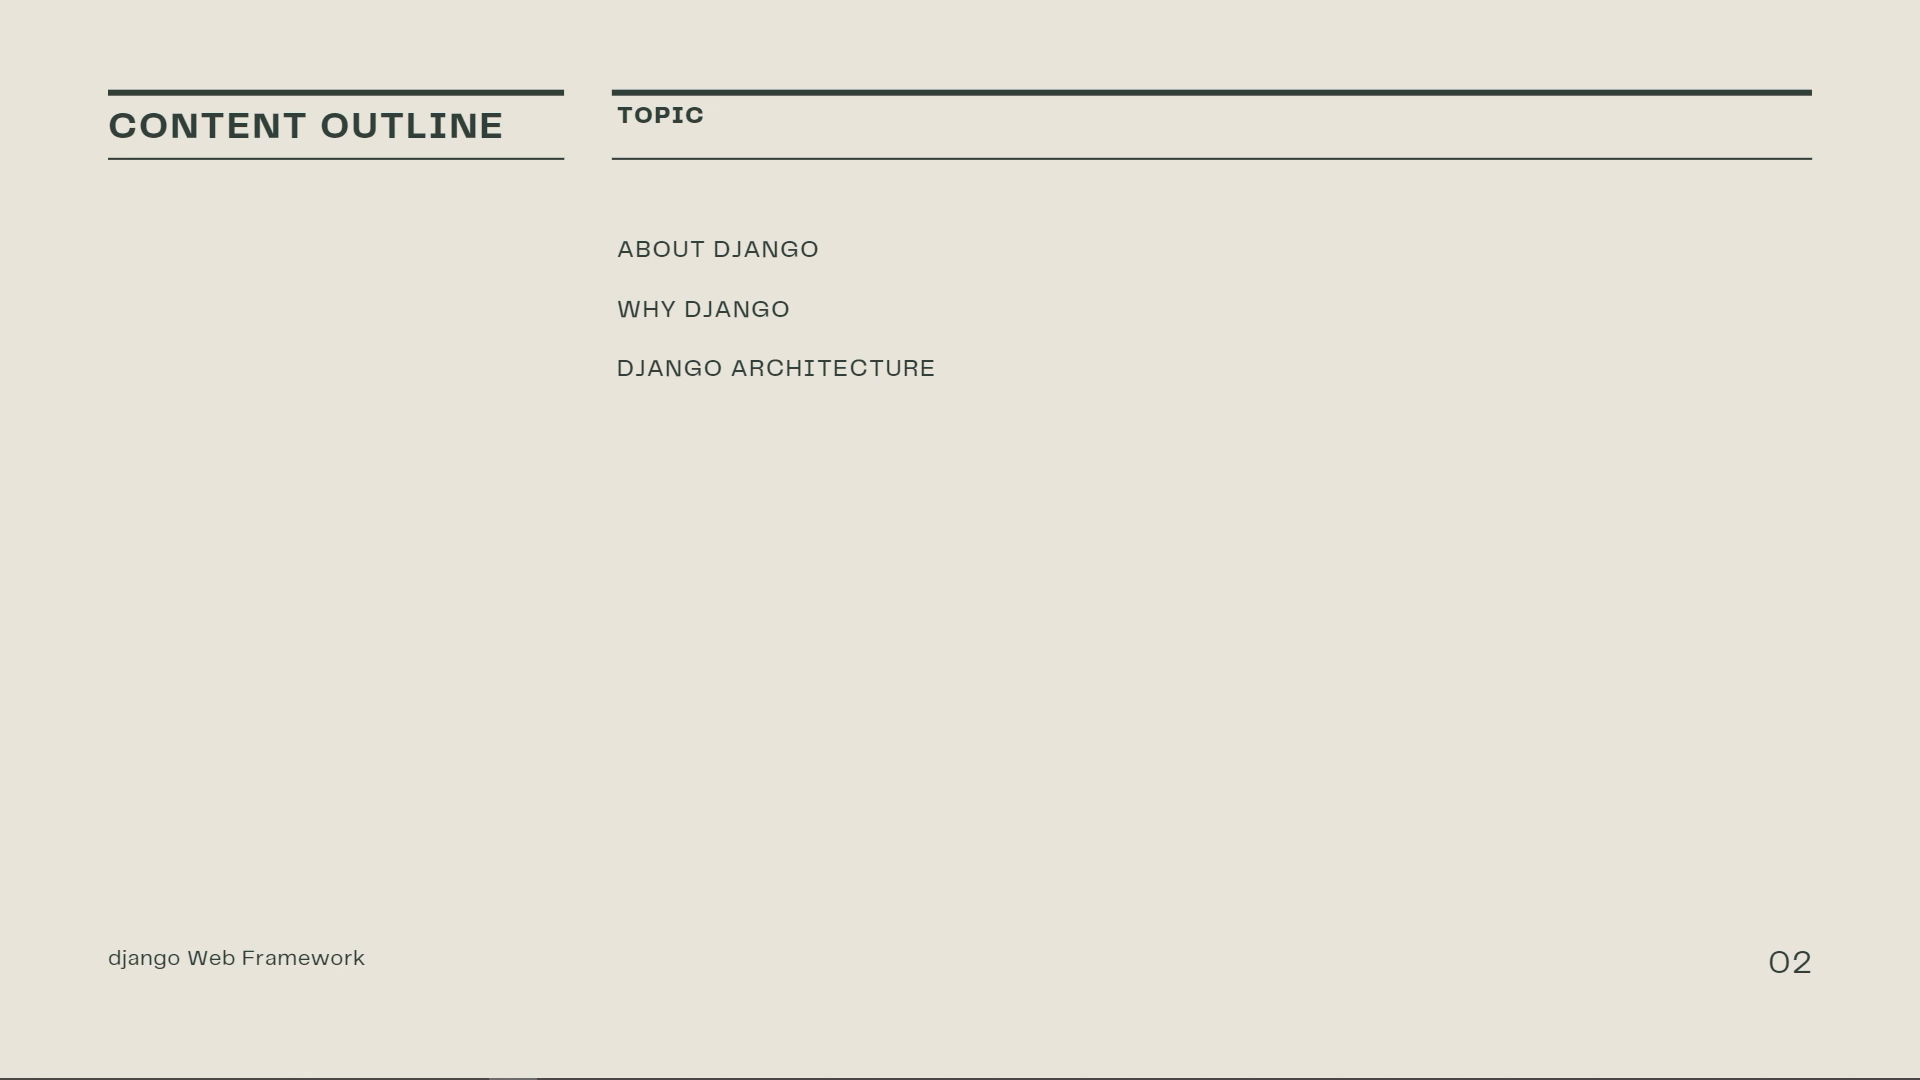 CONTENT OUTLINE
TOPIC
ABOUT DJANGO
WHY DJANGO
DJANGO ARCHITECTURE
django Web Framework
02